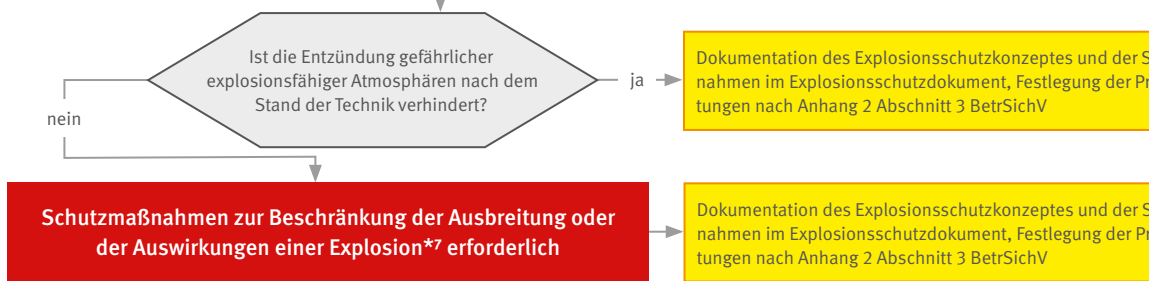 Ist die Entzündung gefährlicher
explosionsfähiger Atmosphären nach dem
Stand der Technik verhindert?
ja
Dokumentation des Explosionsschutzkonzeptes und der S
nahmen im Explosionsschutzdokument, Festlegung der Pr
tungen nach Anhang 2 Abschnitt 3 BetrSichV
nein
Schutzmaßnahmen zur Beschränkung der Ausbreitung oder
der Auswirkungen einer Explosion*⁷ erforderlich
Dokumentation des Explosionsschutzkonzeptes und der S
nahmen im Explosionsschutzdokument, Festlegung der Pr
tungen nach Anhang 2 Abschnitt 3 BetrSichV